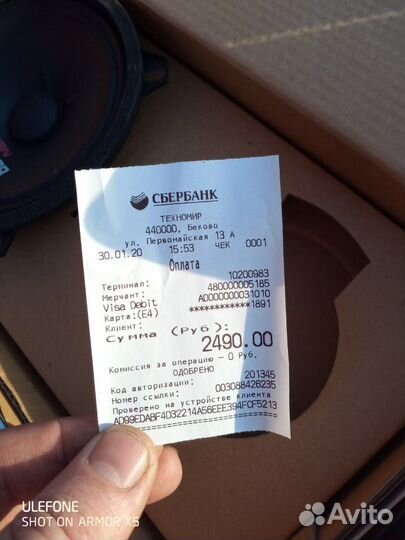 СБЕРБАНК
ТЕХНОМИР
440000, Беково
ул. Первомайская 13 А
30.01.20 15:53 ЧЕК 0001
Оплата
Терминал: 10200983
Мерчант: 480000005185
Visa Debit A0000000031010
Карта:(E4) ************1891
Клиент:
Сумма (Руб):
2490.00
Комиссия за операцию - 0 Руб.
ОДОБРЕНО
Код авторизации: 201345
Номер ссылки: 003088426235
Проверено на устройстве клиента
AD99EDABF4D32214A56EEE394FCF5213
==============================
ULEFONE
SHOT ON ARMOR X5
Avito